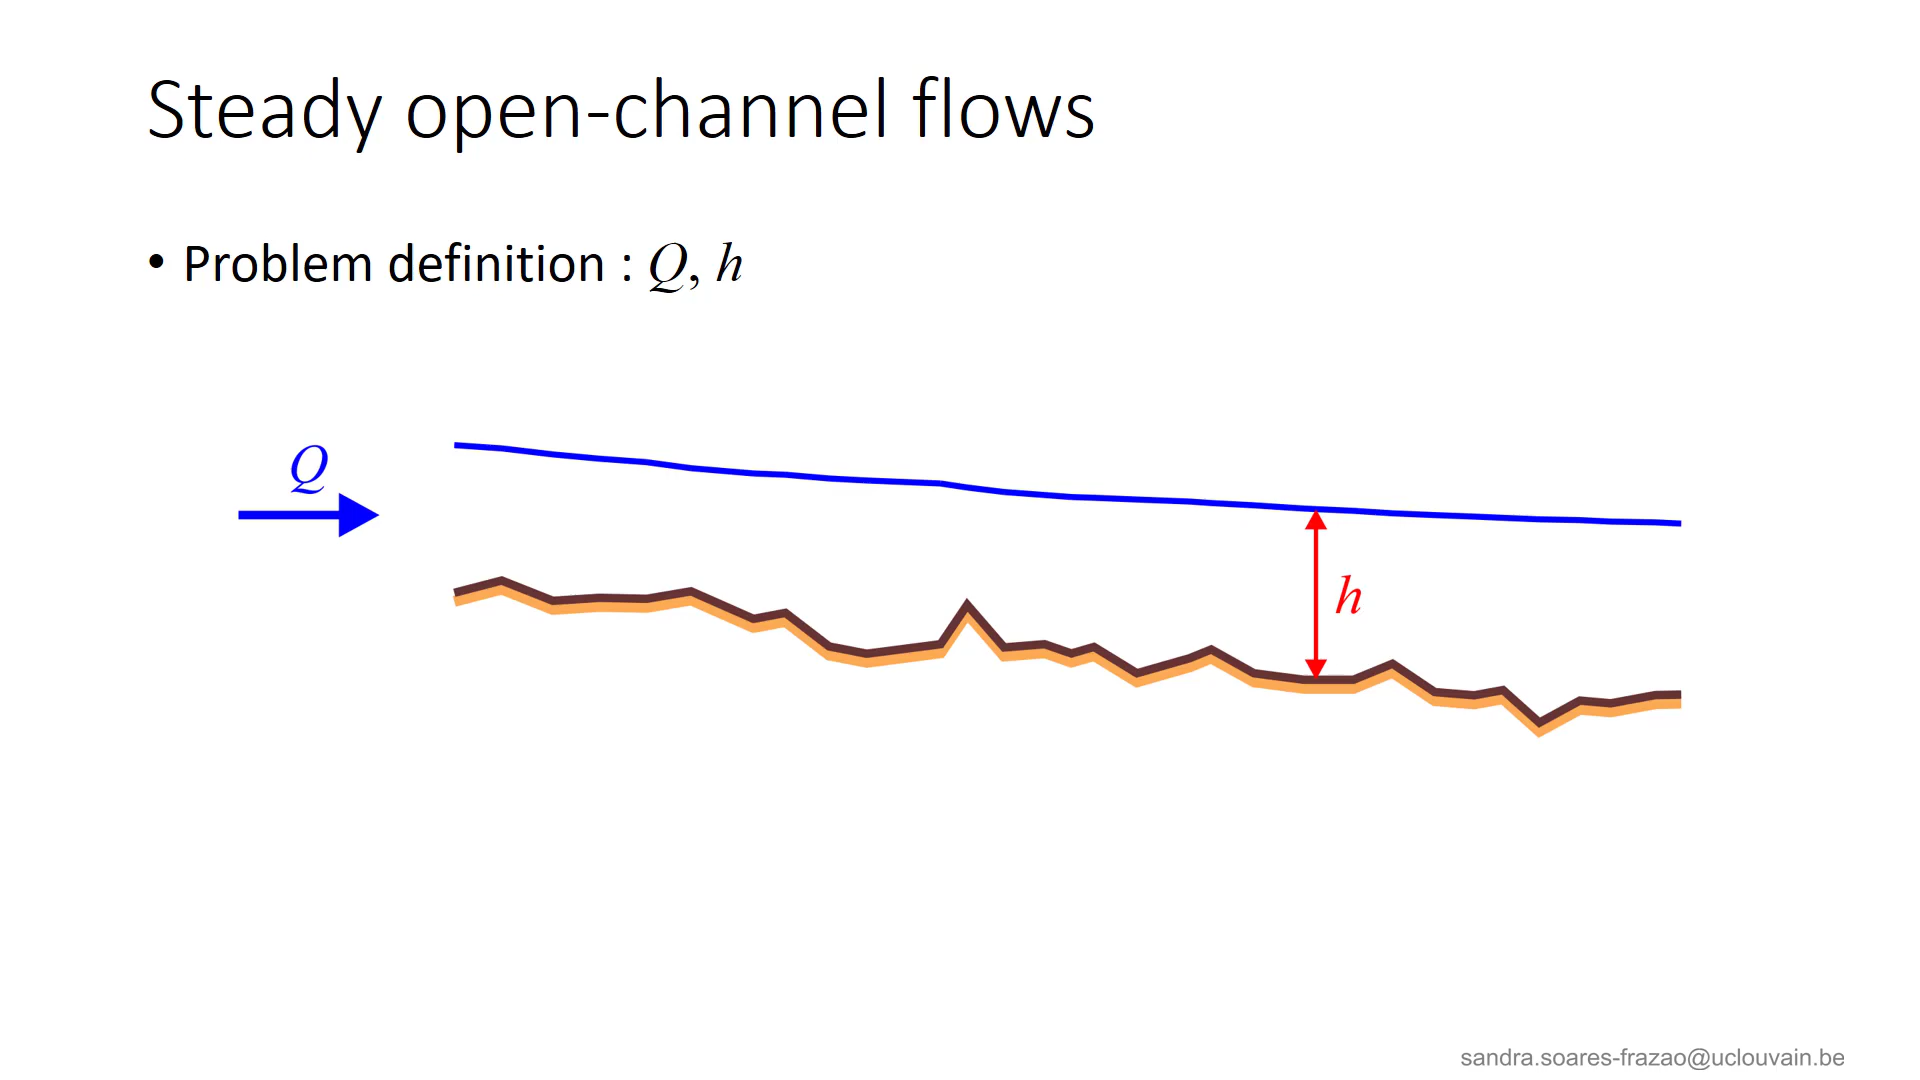 Steady open-channel flows
• Problem definition : Q, h
Q
h
sandra.soares-frazao@uclouvain.be